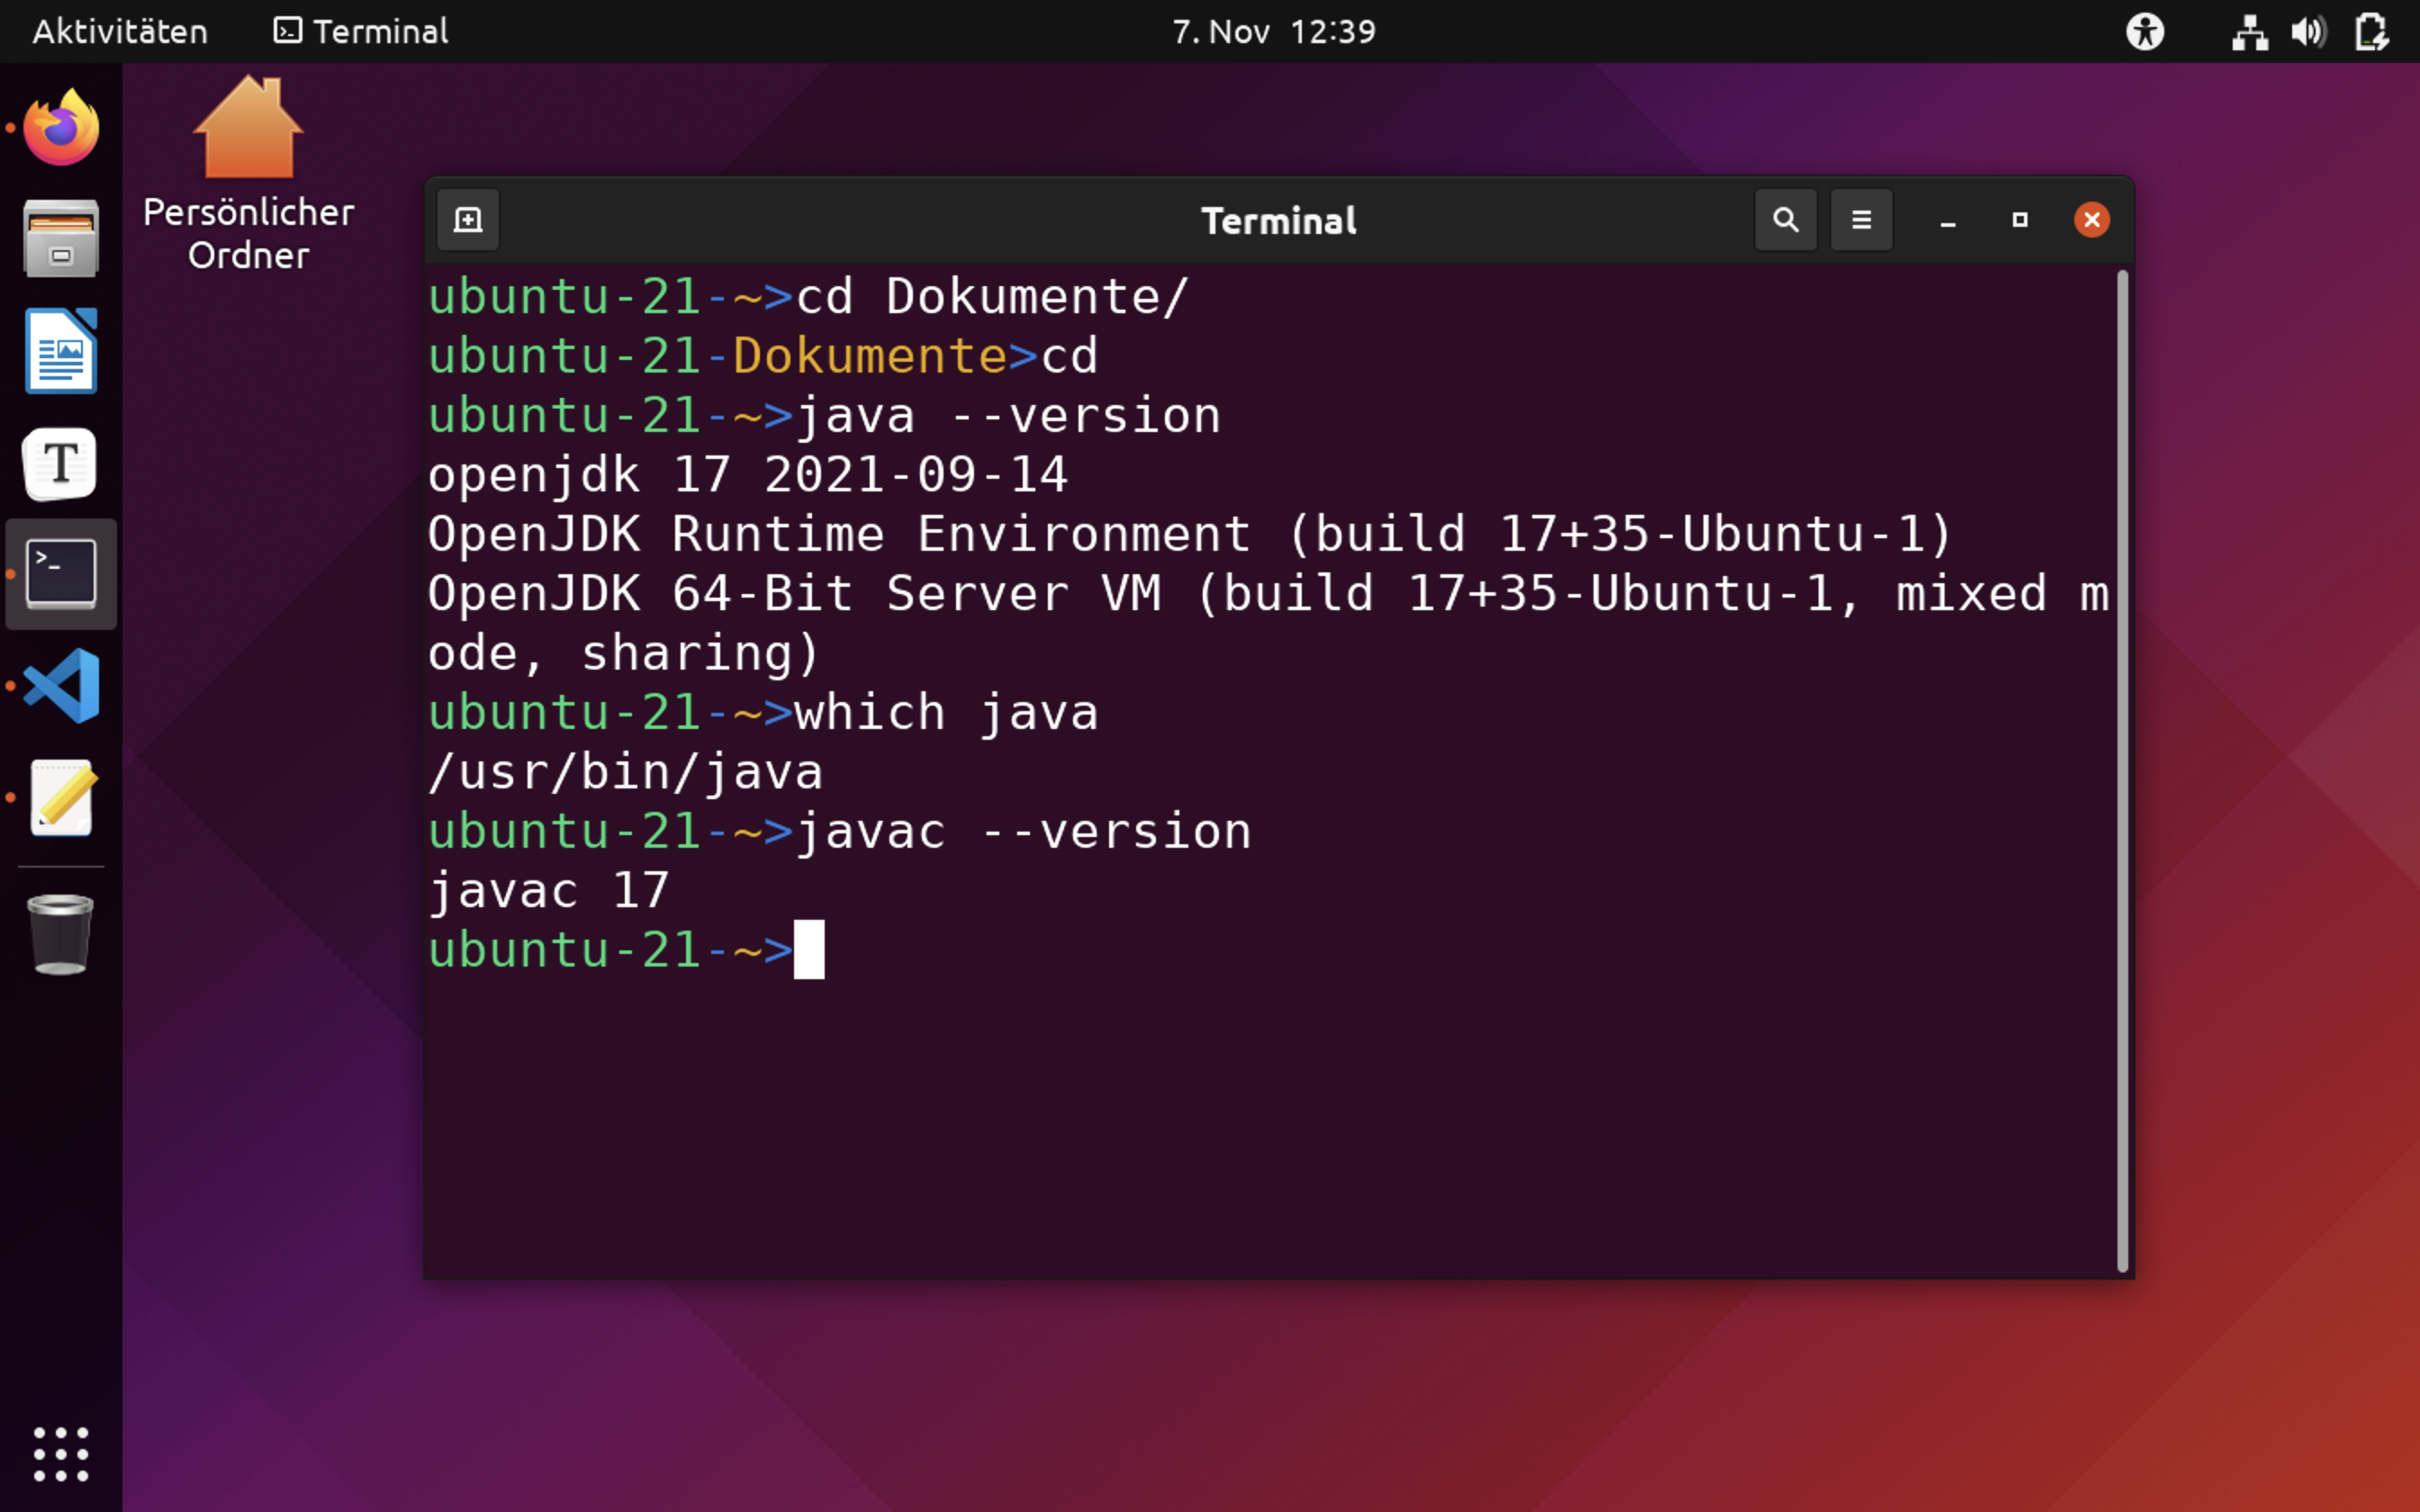 Aktivitäten Terminal 7. Nov 12:39
Persönlicher
Ordner
Terminal
ubuntu-21-~>cd Dokumente/
ubuntu-21-Dokumente>cd
ubuntu-21-~>java --version
openjdk 17 2021-09-14
OpenJDK Runtime Environment (build 17+35-Ubuntu-1)
OpenJDK 64-Bit Server VM (build 17+35-Ubuntu-1, mixed m
ode, sharing)
ubuntu-21-~>which java
/usr/bin/java
ubuntu-21-~>javac --version
javac 17
ubuntu-21-~>
T
>_